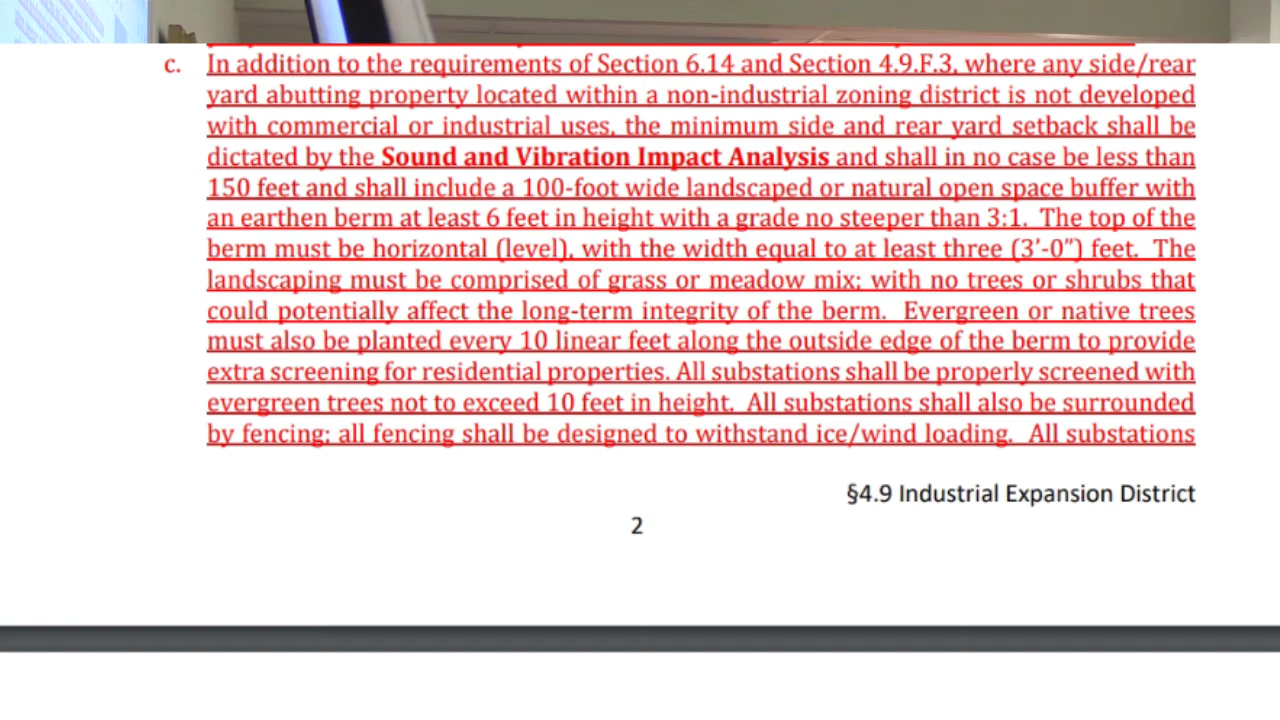 c. In addition to the requirements of Section 6.14 and Section 4.9.F.3, where any side/rear
yard abutting property located within a non-industrial zoning district is not developed
with commercial or industrial uses, the minimum side and rear yard setback shall be
dictated by the Sound and Vibration Impact Analysis and shall in no case be less than
150 feet and shall include a 100-foot wide landscaped or natural open space buffer with
an earthen berm at least 6 feet in height with a grade no steeper than 3:1. The top of the
berm must be horizontal (level), with the width equal to at least three (3'-0") feet. The
landscaping must be comprised of grass or meadow mix; with no trees or shrubs that
could potentially affect the long-term integrity of the berm. Evergreen or native trees
must also be planted every 10 linear feet along the outside edge of the berm to provide
extra screening for residential properties. All substations shall be properly screened with
evergreen trees not to exceed 10 feet in height. All substations shall also be surrounded
by fencing; all fencing shall be designed to withstand ice/wind loading. All substations
§4.9 Industrial Expansion District
2